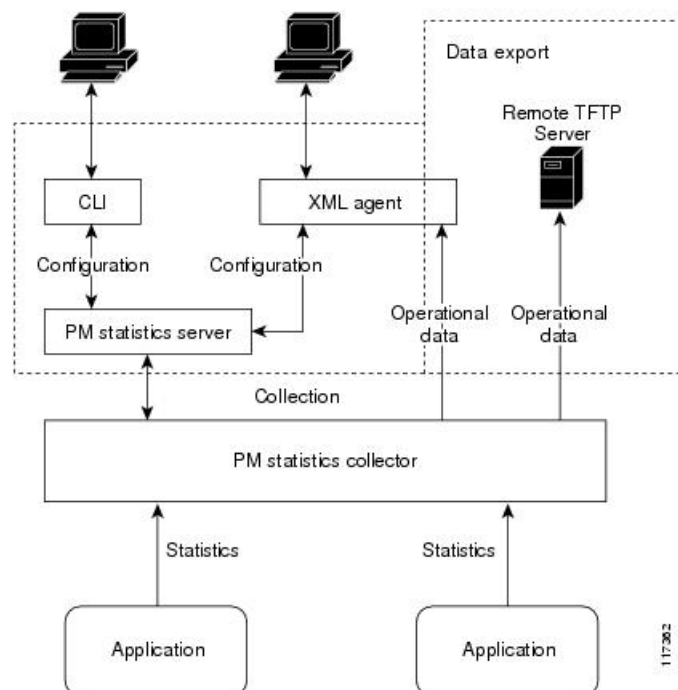 Data export
Remote TFTP
Server
CLI
XML agent
Configuration
Configuration
PM statistics server
Operational
data
Operational
data
Collection
PM statistics collector
Statistics
Statistics
Application
Application
117362